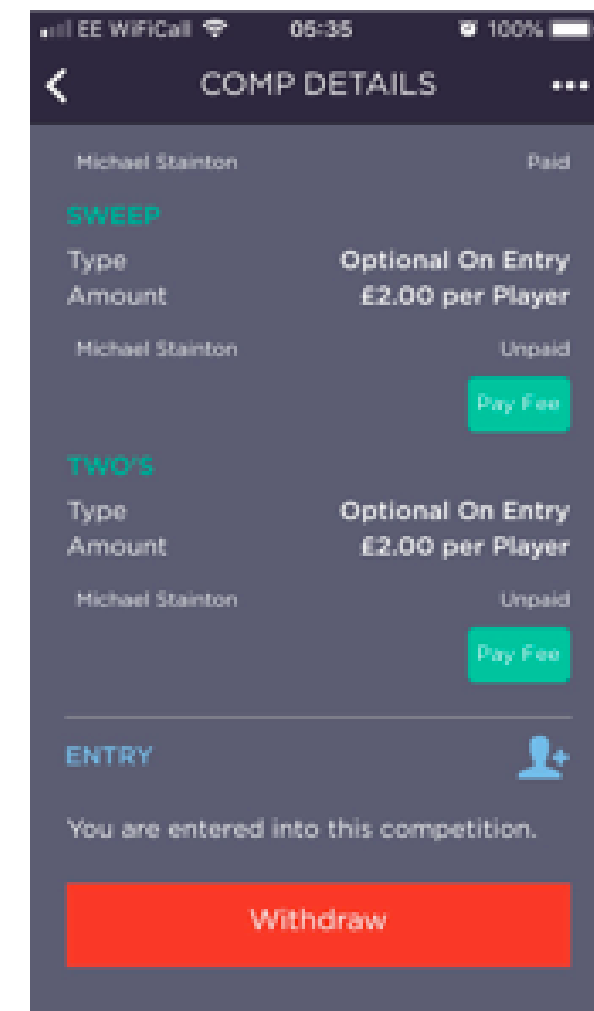 EE WiFiCall 05:35 100%
COMP DETAILS
Michael Stainton Paid
SWEEP
Type Optional On Entry
Amount £2.00 per Player
Michael Stainton Unpaid
Pay Fee
TWO'S
Type Optional On Entry
Amount £2.00 per Player
Michael Stainton Unpaid
Pay Fee
ENTRY
You are entered into this competition.
Withdraw